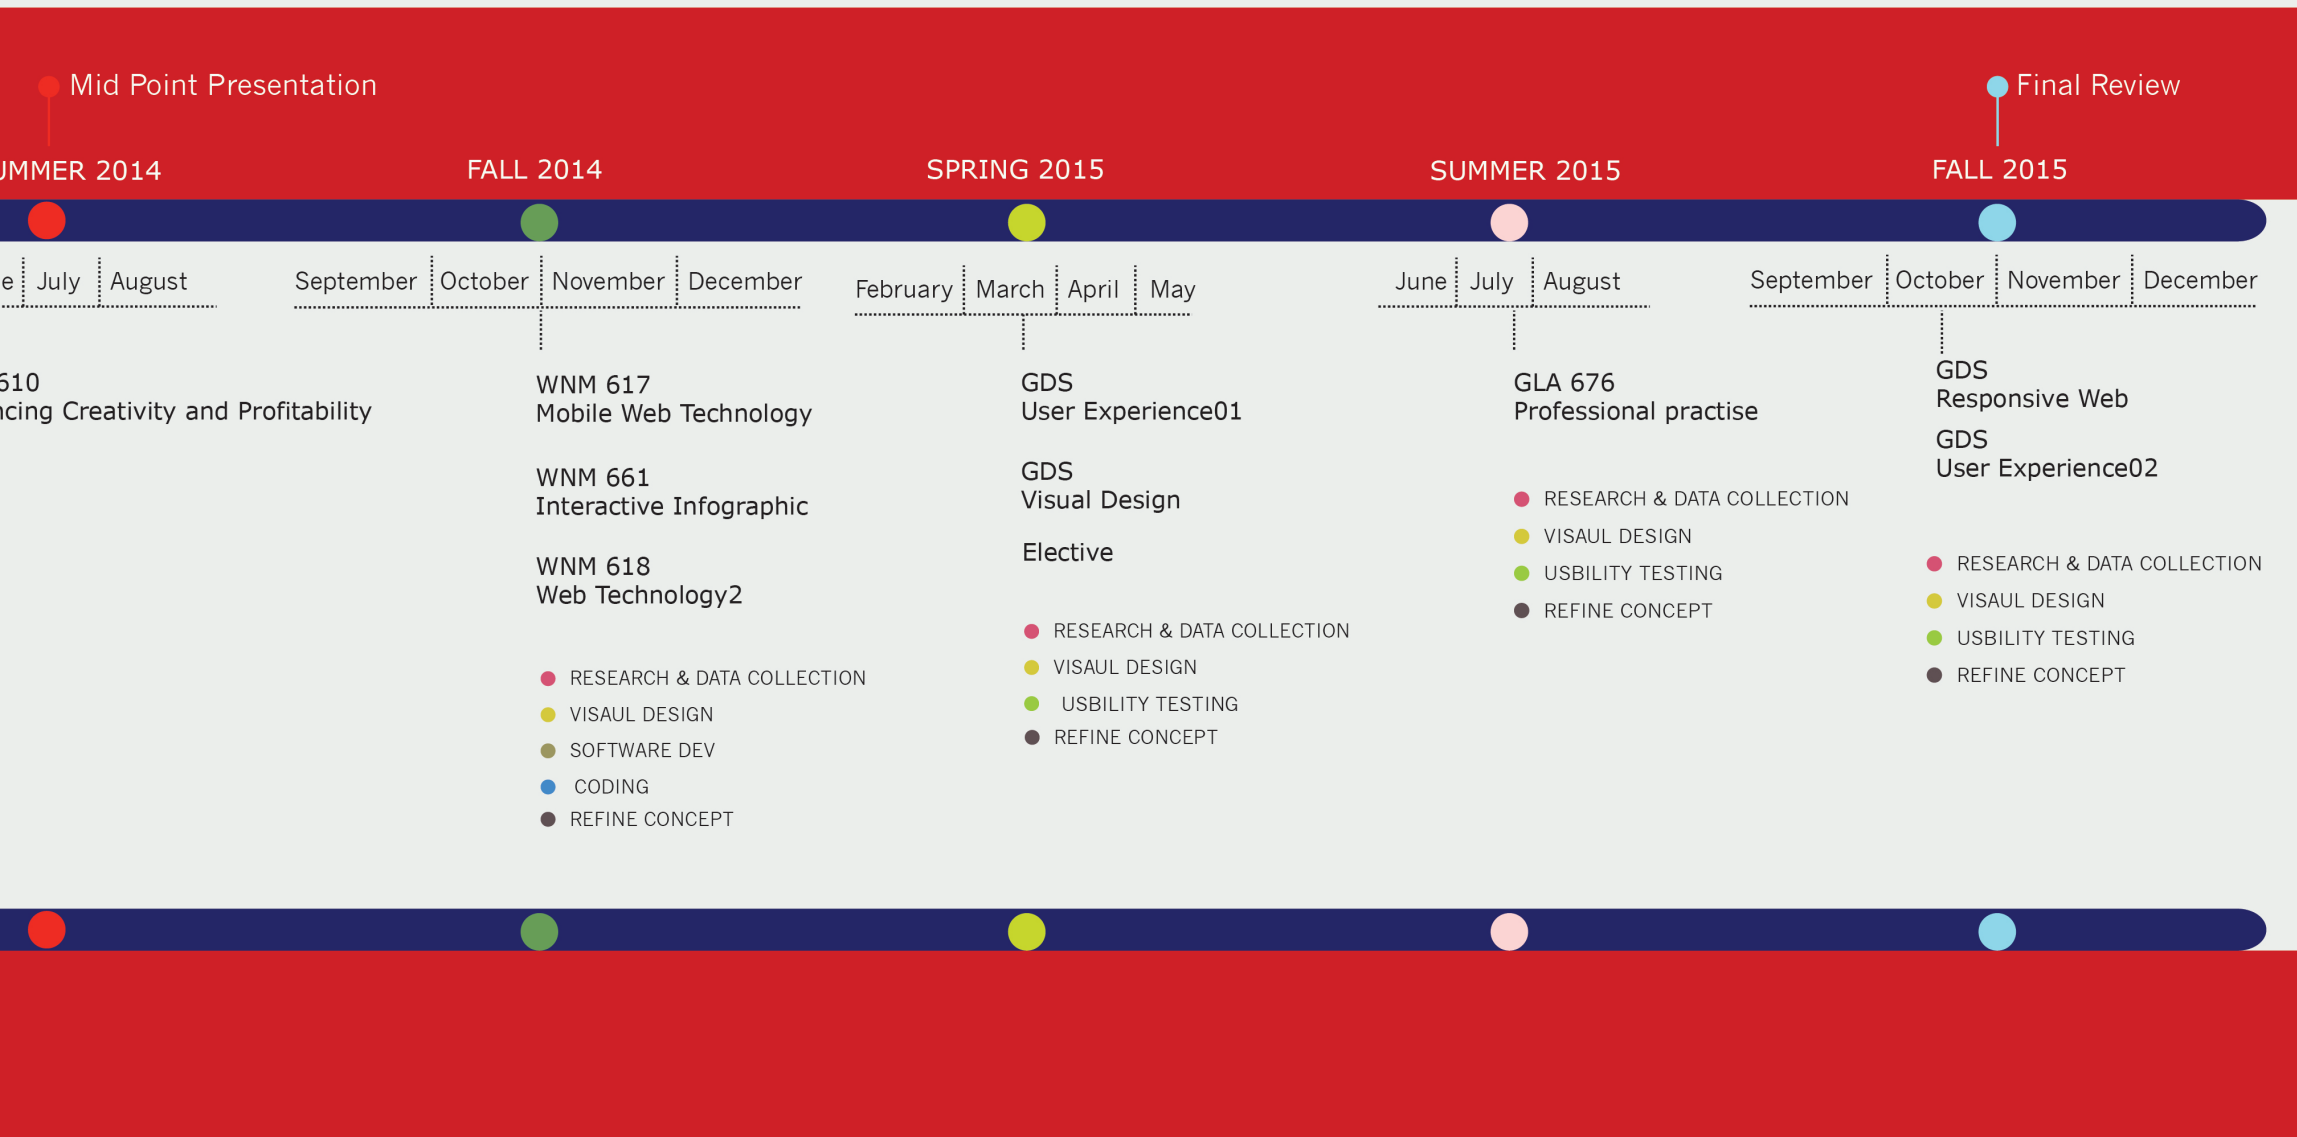 Mid Point Presentation
Final Review
UMMER 2014
FALL 2014
SPRING 2015
SUMMER 2015
FALL 2015
e July August
September October November December
February March April May
June July August
September October November December
610
ncing Creativity and Profitability
WNM 617
Mobile Web Technology
WNM 661
Interactive Infographic
WNM 618
Web Technology2
RESEARCH & DATA COLLECTION
VISAUL DESIGN
SOFTWARE DEV
CODING
REFINE CONCEPT
GDS
User Experience01
GDS
Visual Design
Elective
RESEARCH & DATA COLLECTION
VISAUL DESIGN
USBILITY TESTING
REFINE CONCEPT
GLA 676
Professional practise
RESEARCH & DATA COLLECTION
VISAUL DESIGN
USBILITY TESTING
REFINE CONCEPT
GDS
Responsive Web
GDS
User Experience02
RESEARCH & DATA COLLECTION
VISAUL DESIGN
USBILITY TESTING
REFINE CONCEPT